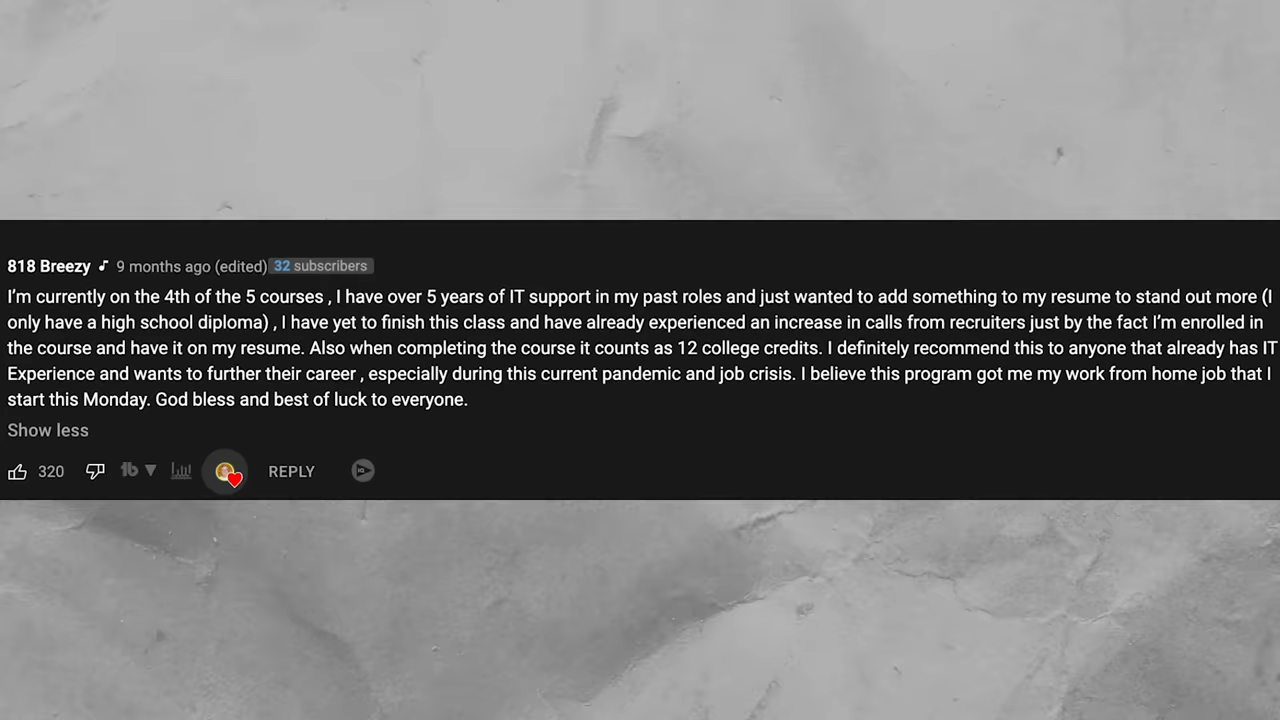 818 Breezy 9 months ago (edited) 32 subscribers
I’m currently on the 4th of the 5 courses , I have over 5 years of IT support in my past roles and just wanted to add something to my resume to stand out more (I
only have a high school diploma) , I have yet to finish this class and have already experienced an increase in calls from recruiters just by the fact I’m enrolled in
the course and have it on my resume. Also when completing the course it counts as 12 college credits. I definitely recommend this to anyone that already has IT
Experience and wants to further their career , especially during this current pandemic and job crisis. I believe this program got me my work from home job that I
start this Monday. God bless and best of luck to everyone.
Show less
320 REPLY